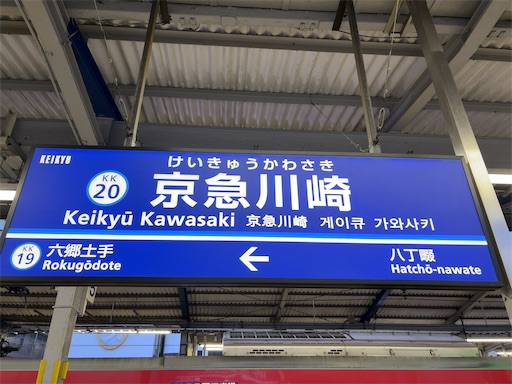 KEIKYU
けいきゅうかわさき
KK
20
京急川崎
Keikyū Kawasaki 京急川崎 게이큐 가와사키
KK
19
六郷土手
Rokugōdote
←
八丁畷
Hatchō-nawate